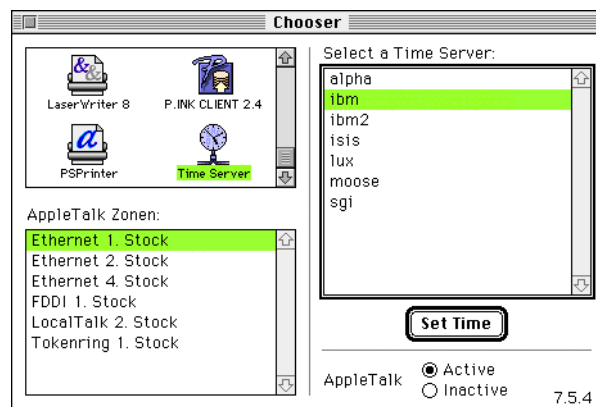 Chooser
LaserWriter 8
P.INK CLIENT 2.4
PSPrinter
Time Server
AppleTalk Zonen:
Ethernet 1. Stock
Ethernet 2. Stock
Ethernet 4. Stock
FDDI 1. Stock
LocalTalk 2. Stock
Tokenring 1. Stock
Select a Time Server:
alpha
ibm
ibm2
isis
lux
moose
sgi
Set Time
AppleTalk
Active
Inactive
7.5.4